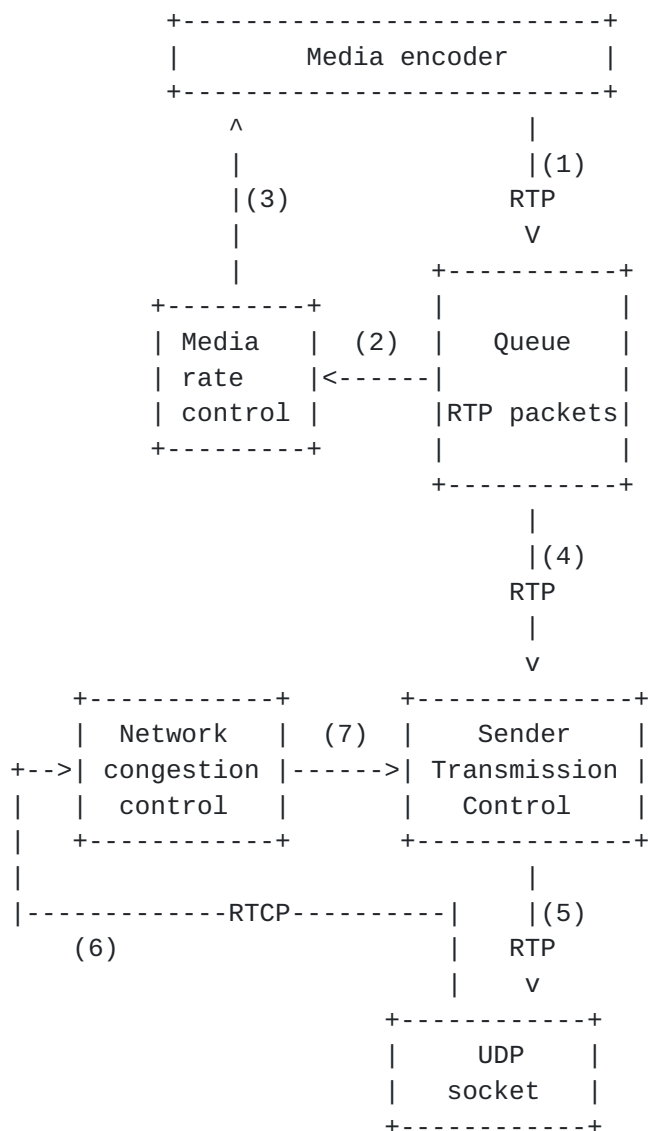 +---------------------------+
|        Media encoder      |
+---------------------------+
    ^                  |
    |                  |(1)
    |(3)              RTP
    |                  V
    |            +-----------+
+---------+      |           |
| Media   | (2)  |   Queue   |
| rate    |<------|           |
| control |      |RTP packets|
+---------+      |           |
+-----------+
|
|(4)
RTP
|
v
+------------+       +--------------+
|  Network   |  (7)  |    Sender    |
+-->| congestion |------>| Transmission |
|   |  control   |       |   Control    |
|   +------------+       +--------------+
|                                |
|-------------RTCP----------|    |(5)
(6)                       |   RTP
|    v
+------------+
|     UDP    |
|   socket   |
+------------+